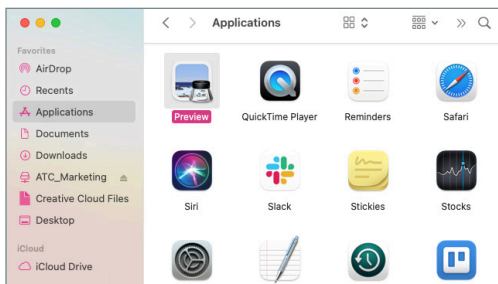 Applications
Favorites
AirDrop
Recents
Applications
Documents
Downloads
ATC_Marketing
Creative Cloud Files
Desktop
iCloud
iCloud Drive
Preview QuickTime Player Reminders Safari
Siri Slack Stickies Stocks